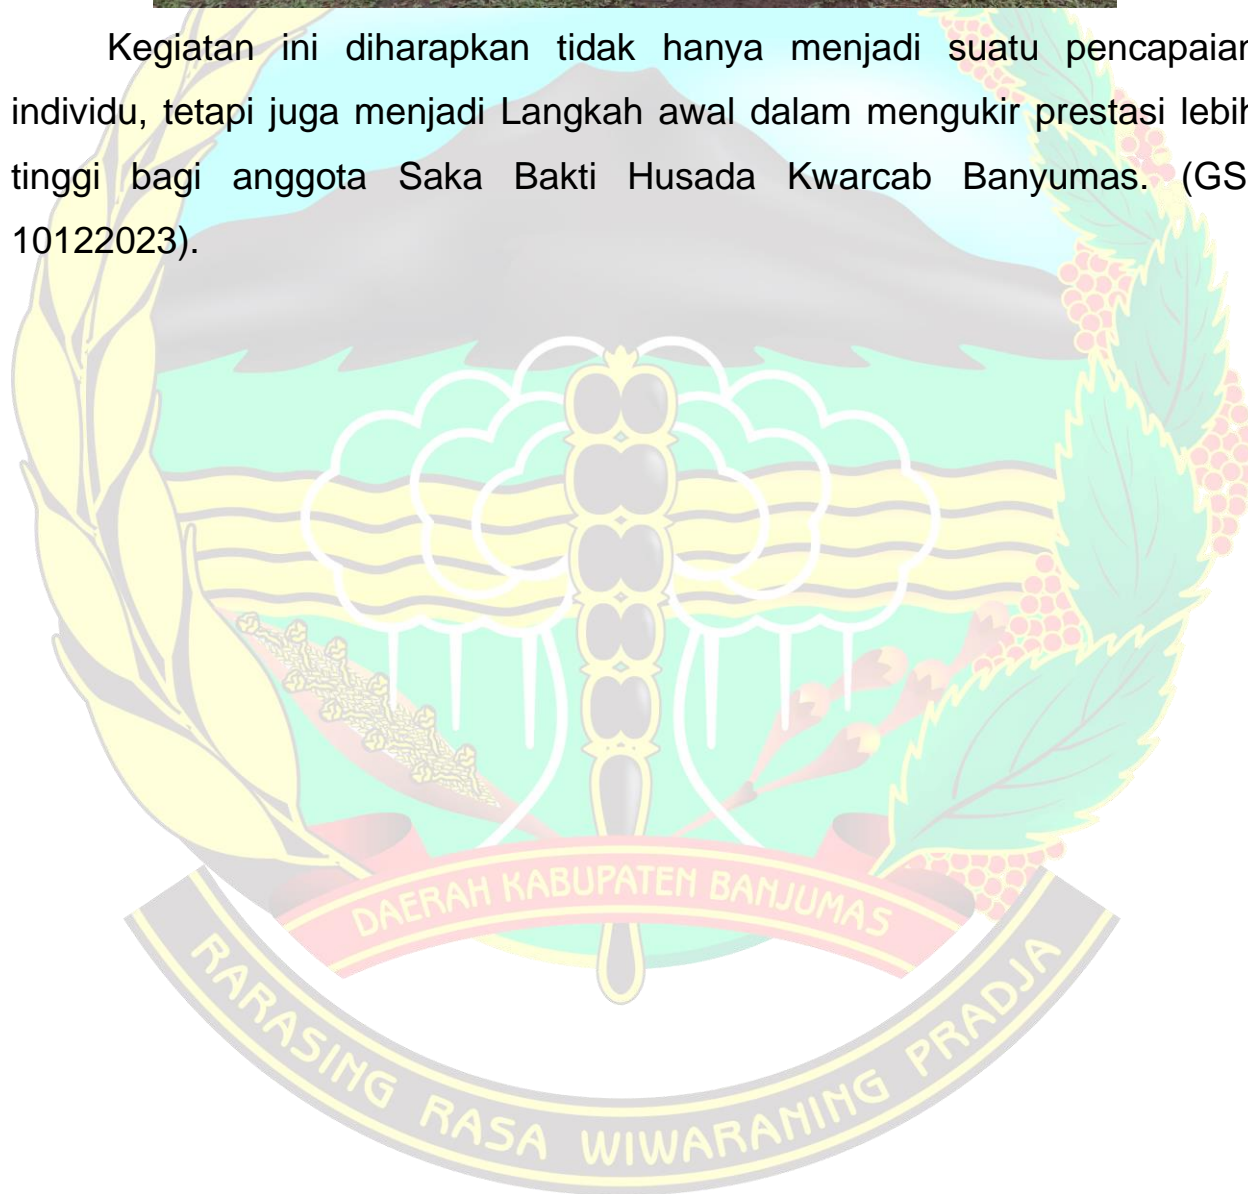 Kegiatan ini diharapkan tidak hanya menjadi suatu pencapaian
individu, tetapi juga menjadi Langkah awal dalam mengukir prestasi lebih
tinggi bagi anggota Saka Bakti Husada Kwarcab Banyumas. (GS.
10122023).
DAERAH KABUPATEN BANJUMAS
RARASING RASA WIWARANING PRADJA